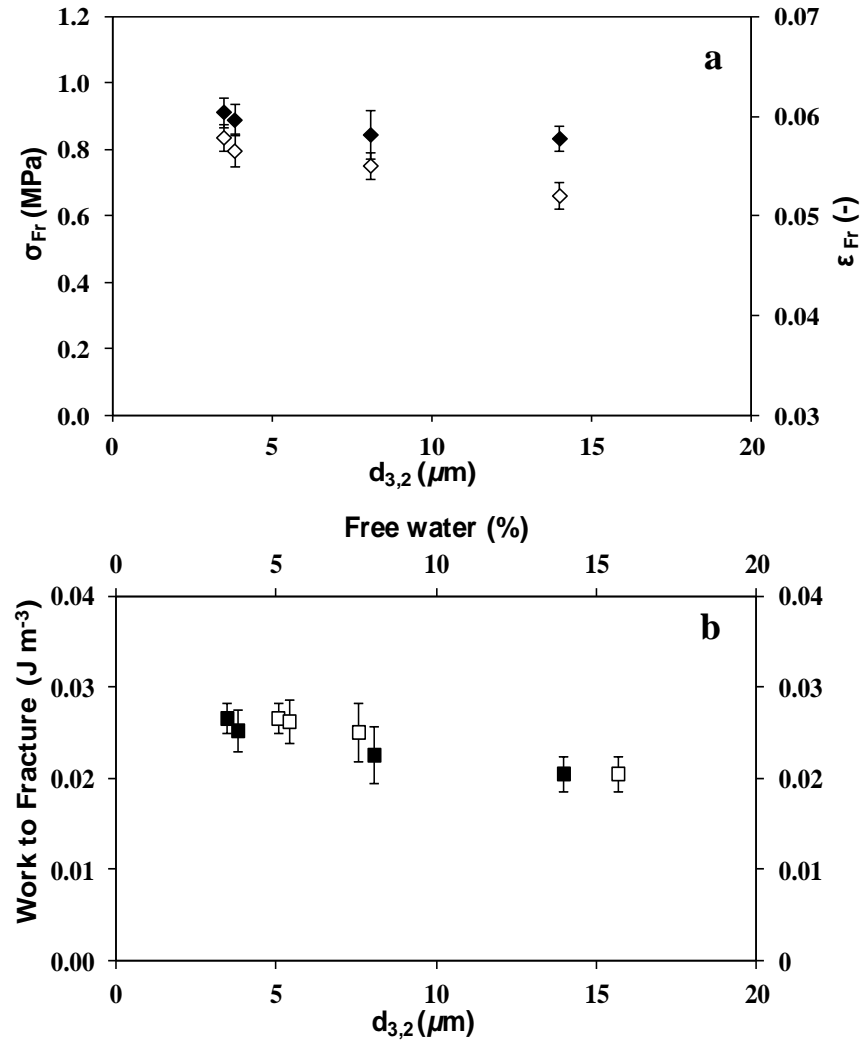 a
1.2
1.0
0.8
0.6
0.4
0.2
0.0
σFr (MPa)
0.07
0.06
0.05
0.04
0.03
ε Fr (-)
0 5 10 15 20
d3,2 (µm)
Free water (%)
0 5 10 15 20
b
0.04
0.03
0.02
0.01
0.00
Work to Fracture (J m-3)
0.04
0.03
0.02
0.01
0
0 5 10 15 20
d3,2 (µm)